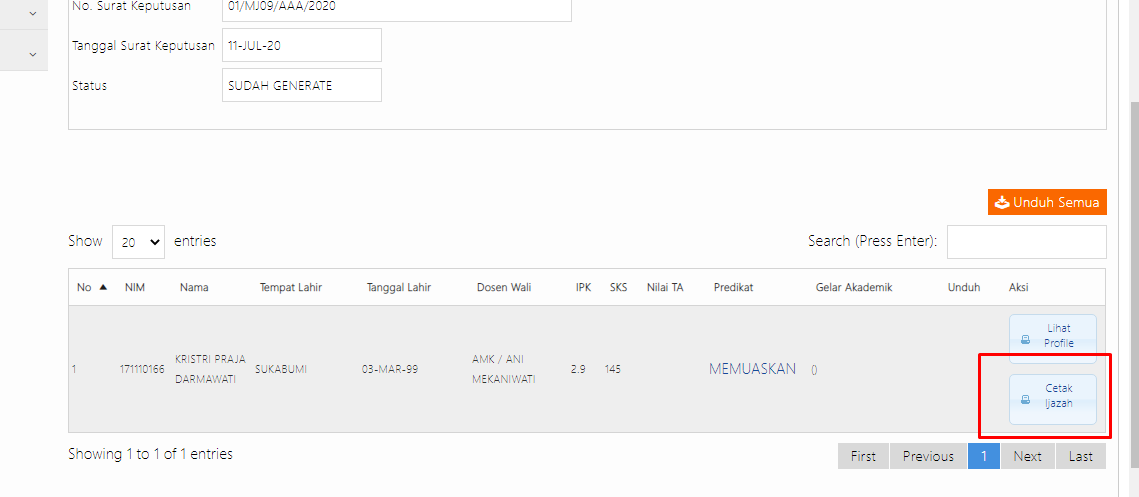 No. Surat Keputusan 01/MJ09/AAA/2020
Tanggal Surat Keputusan 11-JUL-20
Status SUDAH GENERATE
Unduh Semua
Show 20 entries Search (Press Enter):
No NIM Nama Tempat Lahir Tanggal Lahir Dosen Wali IPK SKS Nilai TA Predikat Gelar Akademik Unduh Aksi
1 171110166 KRISTRI PRAJA DARMAWATI SUKABUMI 03-MAR-99 AMK / ANI MEKANIWATI 2.9 145 MEMUASKAN ()
Lihat
Profile
Cetak
Ijazah
Showing 1 to 1 of 1 entries First Previous 1 Next Last